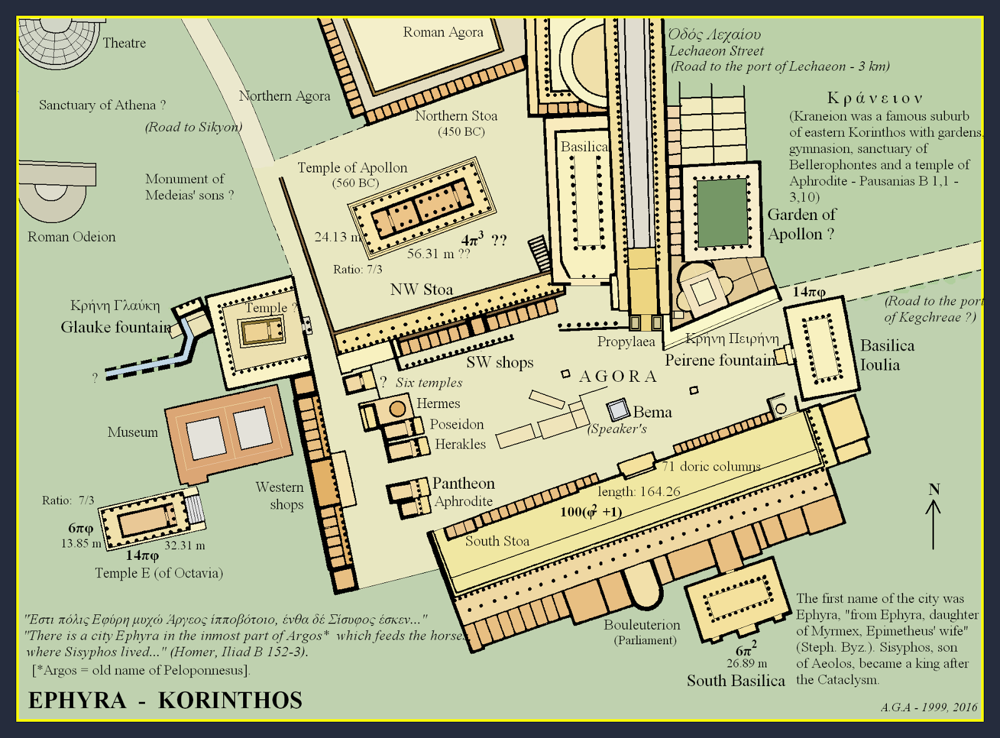 Theatre
Roman Agora
Ὁδός Λεχαίου
Lechaeon Street
(Road to the port of Lechaeon - 3 km)
Northern Agora
Sanctuary of Athena ?
(Road to Sikyon)
Northern Stoa
(450 BC)
Κράνειον
(Kraneion was a famous suburb
of eastern Korinthos with gardens,
gymnasion, sanctuary of
Bellerophontes and a temple of
Aphrodite - Pausanias B 1,1 -
3,10)
Basilica
Temple of Apollon
(560 BC)
Monument of
Medeias' sons ?
Roman Odeion
24.13 m
4π3 ??
56.31 m ??
Ratio: 7/3
Garden of
Apollon ?
NW Stoa
14πφ
(Road to the port
of Kegchreae ?)
Κρήνη Γλαύκη
Glauke fountain
Temple ?
Propylaea
Κρήνη Πειρήνη
Peirene fountain
Basilica
Ioulia
SW shops
AGORA
?
? Six temples
Hermes
Bema
(Speaker's
Poseidon
Herakles
Museum
71 doric columns
length: 164.26
100(φ2 +1)
Pantheon
Aphrodite
Western
shops
N
Ratio: 7/3
6πφ
13.85 m
32.31 m
14πφ
Temple E (of Octavia)
South Stoa
Bouleuterion
(Parliament)
6π2
26.89 m
South Basilica
The first name of the city was
Ephyra, "from Ephyra, daughter
of Myrmex, Epimetheus' wife"
(Steph. Byz.). Sisyphos, son
of Aeolos, became a king after
the Cataclysm.
"Έστι πόλις Εφύρη μυχώ Άργεος ίπποβότοιο, ένθα δέ Σίσυφος έσκεν..."
"There is a city Ephyra in the inmost part of Argos* which feeds the horses
where Sisyphos lived..." (Homer, Iliad B 152-3).
[*Argos = old name of Peloponnesus].
EPHYRA - KORINTHOS
A.G.A - 1999, 2016